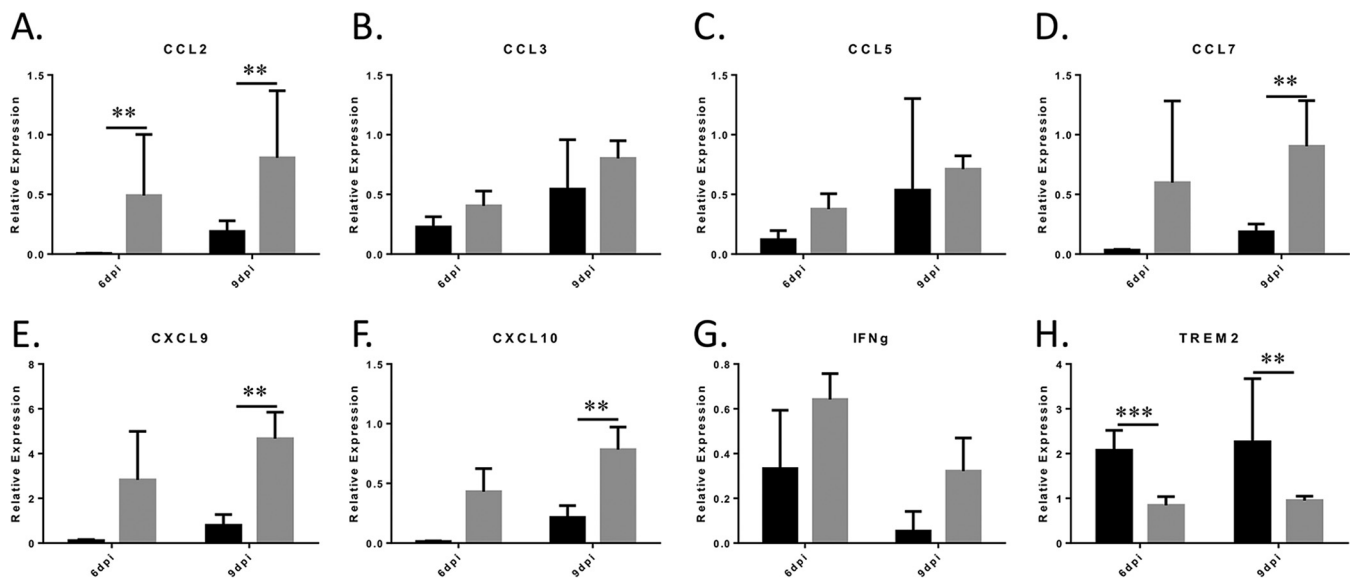 A.
CCL2
Relative Expression
1.5
1.0
0.5
0.0
**
**
6dpi
9dpi
B.
CCL3
Relative Expression
1.5
1.0
0.5
0.0
6dpi
9dpi
C.
CCL5
Relative Expression
1.5
1.0
0.5
0.0
6dpi
9dpi
D.
CCL7
Relative Expression
1.5
1.0
0.5
0.0
**
6dpi
9dpi
E.
CXCL9
Relative Expression
8
6
4
2
0
**
6dpi
9dpi
F.
CXCL10
Relative Expression
1.5
1.0
0.5
0.0
**
6dpi
9dpi
G.
IFNg
Relative Expression
0.8
0.6
0.4
0.2
0.0
6dpi
9dpi
H.
TREM2
Relative Expression
4
3
2
1
0
***
**
6dpi
9dpi